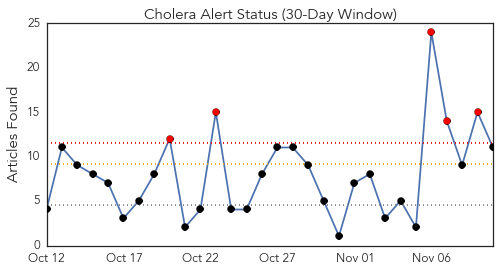 Cholera Alert Status (30-Day Window)
Articles Found
25
20
15
10
5
0
Oct 12
Oct 17
Oct 22
Oct 27
Nov 01
Nov 06